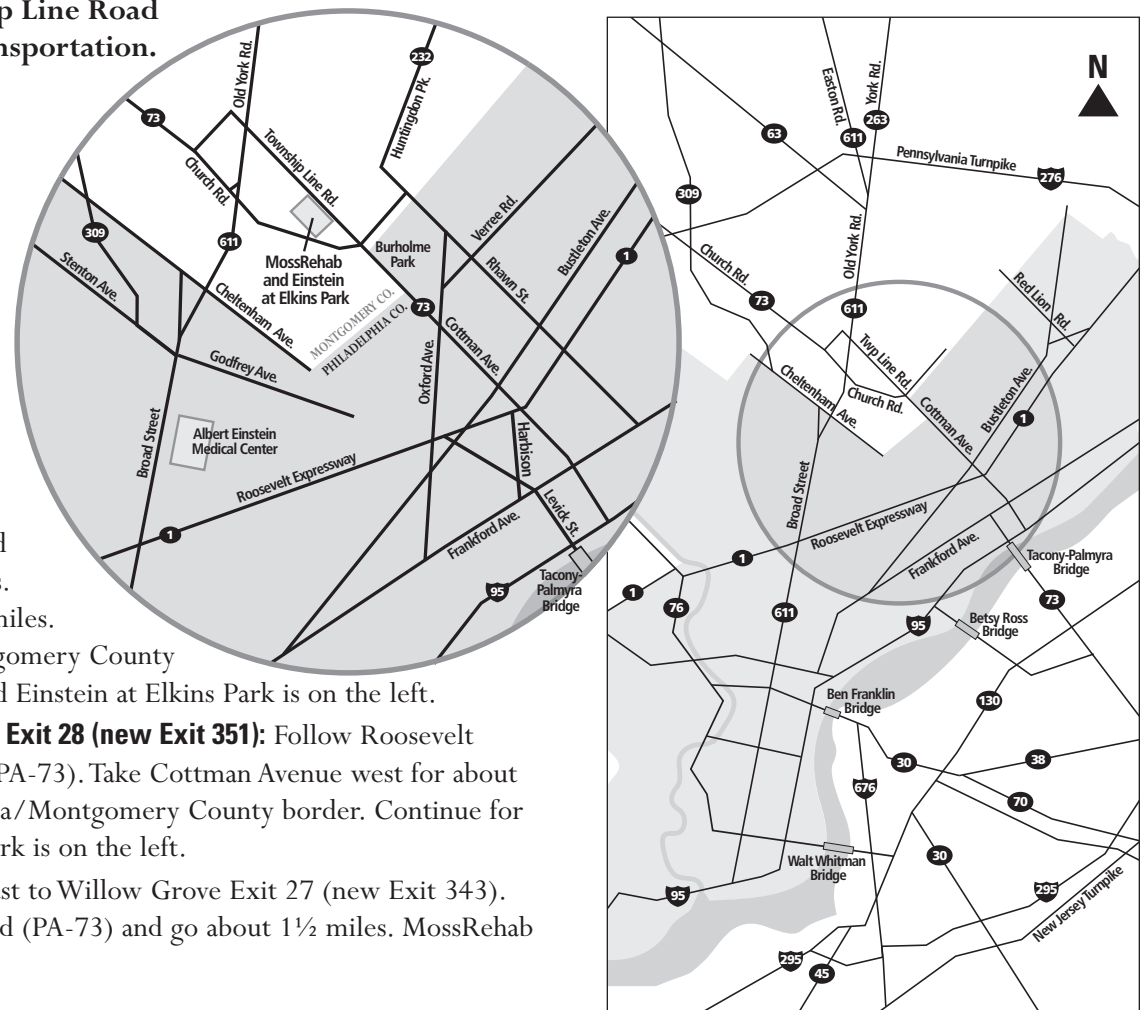 p Line Road
nsportation.
Old York Rd.
232
Huntingdon Pk.
73
Township Line Rd.
Church Rd.
Verree Rd.
309
611
Bustleton Ave.
1
Stenton Ave.
MossRehab
and Einstein
at Elkins Park
Burholme
Park
Rhawn St.
Cheltenham Ave.
MONTGOMERY CO.
PHILADELPHIA CO.
73
Cottman Ave.
Oxford Ave.
Godfrey Ave.
Broad Street
Albert Einstein
Medical Center
Harbison
Roosevelt Expressway
Levick St.
Frankford Ave.
1
95
Tacony-
Palmyra
Bridge
N
Easton Rd.
York Rd.
263
63
611
Pennsylvania Turnpike
276
309
Old York Rd.
Church Rd.
73
611
Red Lion Rd.
Twp Line Rd.
Cheltenham Ave.
Church Rd.
Cottman Ave.
Bustleton Ave.
1
Broad Street
Roosevelt Expressway
Frankford Ave.
1
Tacony-Palmyra
Bridge
1
76
611
95
73
Betsy Ross
Bridge
Ben Franklin
Bridge
130
30
38
676
70
Walt Whitman
Bridge
30
95
295
New Jersey Turnpike
295
45
d
s.
niles.
gomery County
d Einstein at Elkins Park is on the left.
Exit 28 (new Exit 351): Follow Roosevelt
PA-73). Take Cottman Avenue west for about
a/Montgomery County border. Continue for
rk is on the left.
ast to Willow Grove Exit 27 (new Exit 343).
d (PA-73) and go about 1½ miles. MossRehab